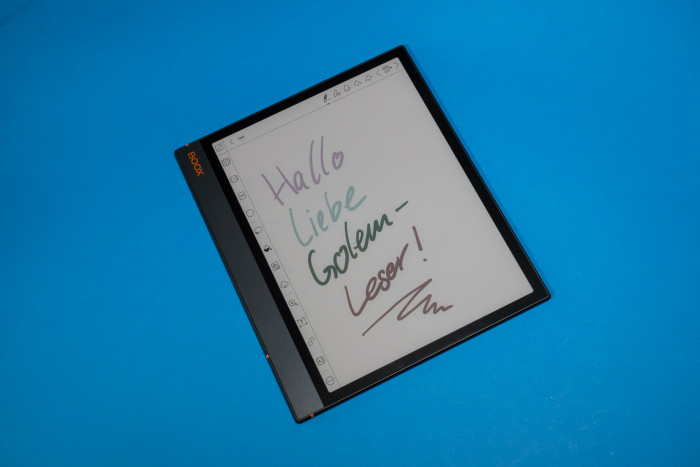 BOOX
Hallo
Liebe
Golem-
Leser!